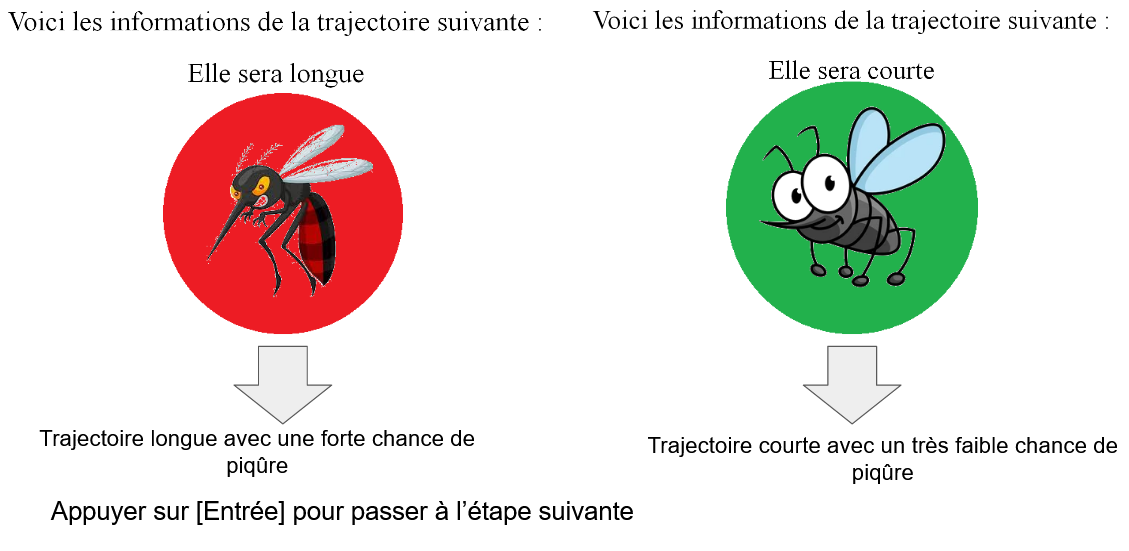 Voici les informations de la trajectoire suivante :
Elle sera longue
Trajectoire longue avec une forte chance de
piqûre
Voici les informations de la trajectoire suivante :
Elle sera courte
Trajectoire courte avec un très faible chance de
piqûre
Appuyer sur [Entrée] pour passer à l’étape suivante